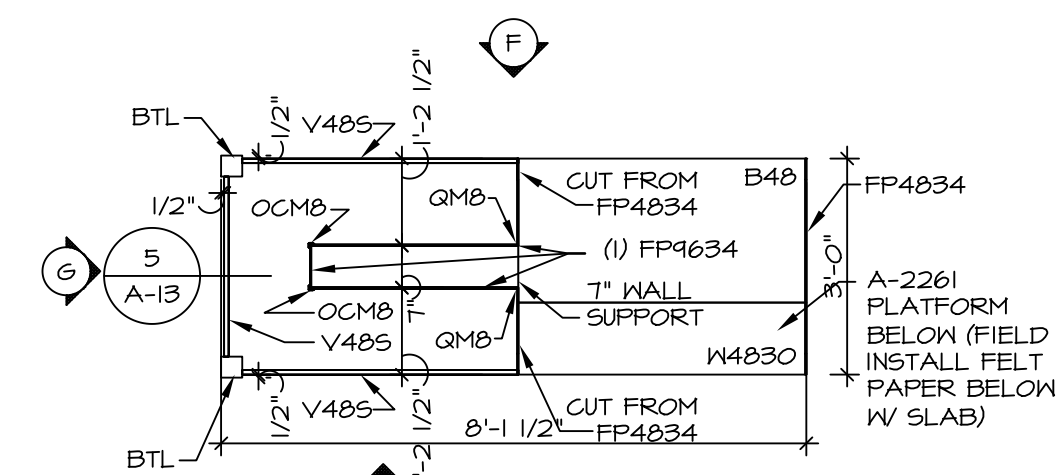 F
BTL
1/2"
V48S
1'-2 1/2"
CUT FROM
FP4834
B48
FP4834
1/2"
OCM8
QM8
(1) FP9634
3'-0"
G
5
A-13
7"
7" WALL
SUPPORT
A-2261
PLATFORM
BELOW (FIELD
INSTALL FELT
PAPER BELOW
W/ SLAB)
OCM8
V48S
QM8
W4830
1/2"
V48S
-2 1/2"
CUT FROM
FP4834
8'-1 1/2"
BTL